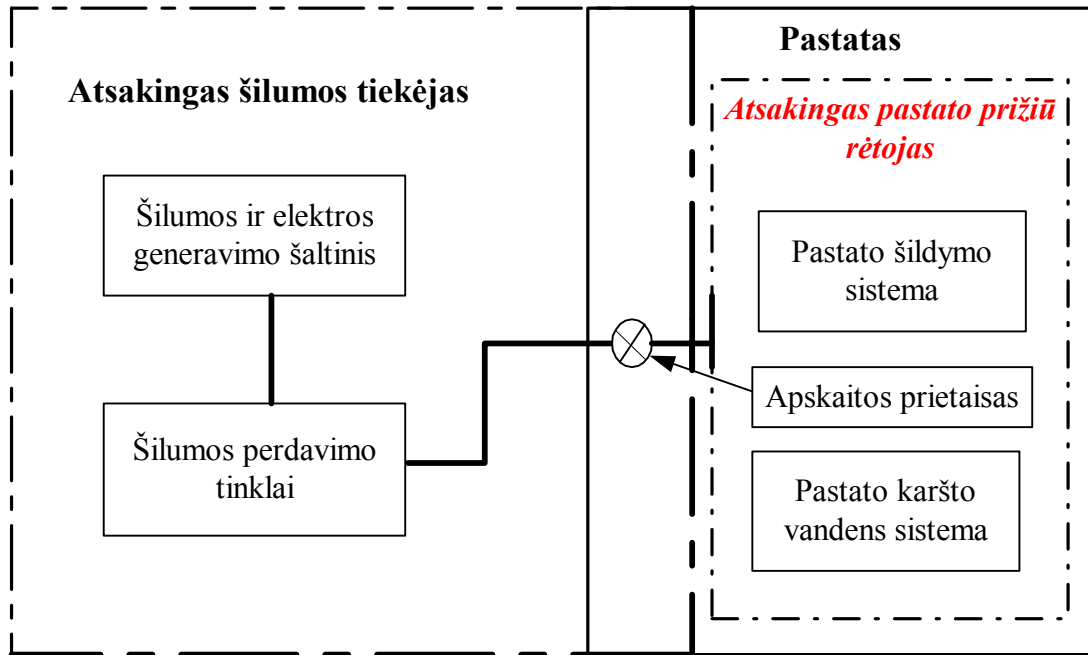 Atsakingas šilumos tiekėjas
Šilumos ir elektros
generavimo šaltinis
Šilumos perdavimo
tinklai
Pastatas
Atsakingas pastato prižiū
rėtojas
Pastato šildymo
sistema
Apskaitos prietaisas
Pastato karšto
vandens sistema